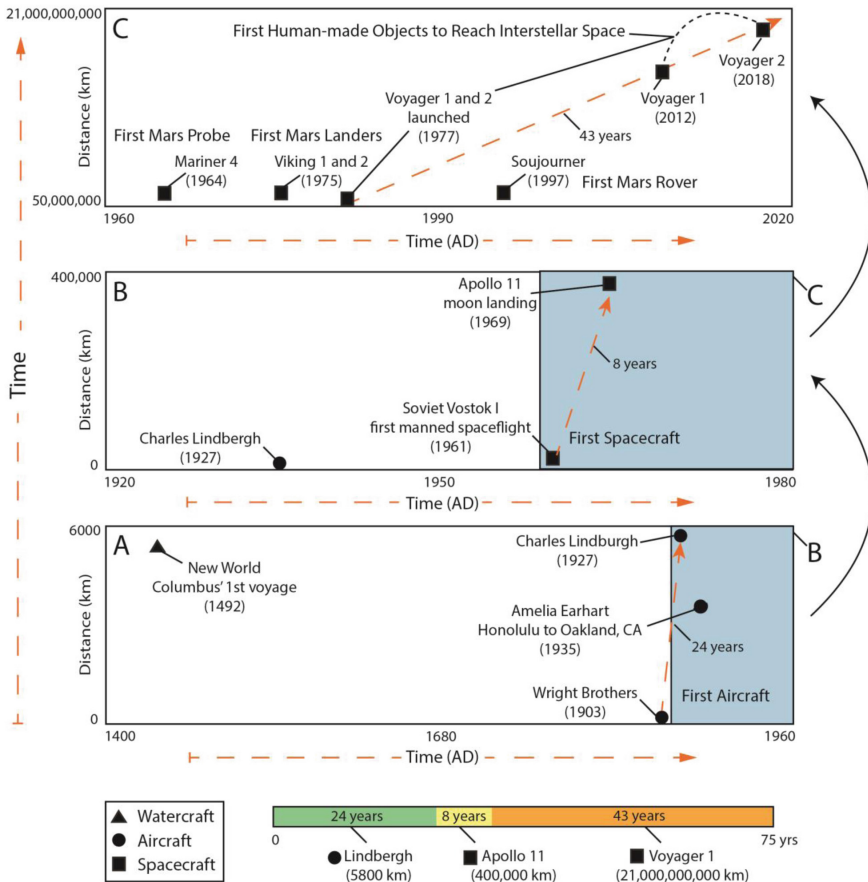 21,000,000,000
C
First Human-made Objects to Reach Interstellar Space
Voyager 2
(2018)
Voyager 1 and 2
launched
(1977)
Voyager 1
(2012)
43 years
First Mars Probe
Mariner 4
(1964)
First Mars Landers
Viking 1 and 2
(1975)
Soujourner
(1997)
First Mars Rover
Distance (km)
50,000,000
1960
1990
2020
Time (AD)
Time
400,000
B
C
Apollo 11
moon landing
(1969)
8 years
Soviet Vostok I
first manned spaceflight
(1961)
First Spacecraft
Charles Lindbergh
(1927)
Distance (km)
0
1920
1950
1980
Time (AD)
6000
A
B
New World
Columbus' 1st voyage
(1492)
Charles Lindburgh
(1927)
Amelia Earhart
Honolulu to Oakland, CA
(1935)
24 years
Wright Brothers
(1903)
First Aircraft
Distance (km)
0
1400
1680
1960
Time (AD)
Watercraft
Aircraft
Spacecraft
24 years
8 years
43 years
0
75 yrs
Lindbergh
(5800 km)
Apollo 11
(400,000 km)
Voyager 1
(21,000,000,000 km)